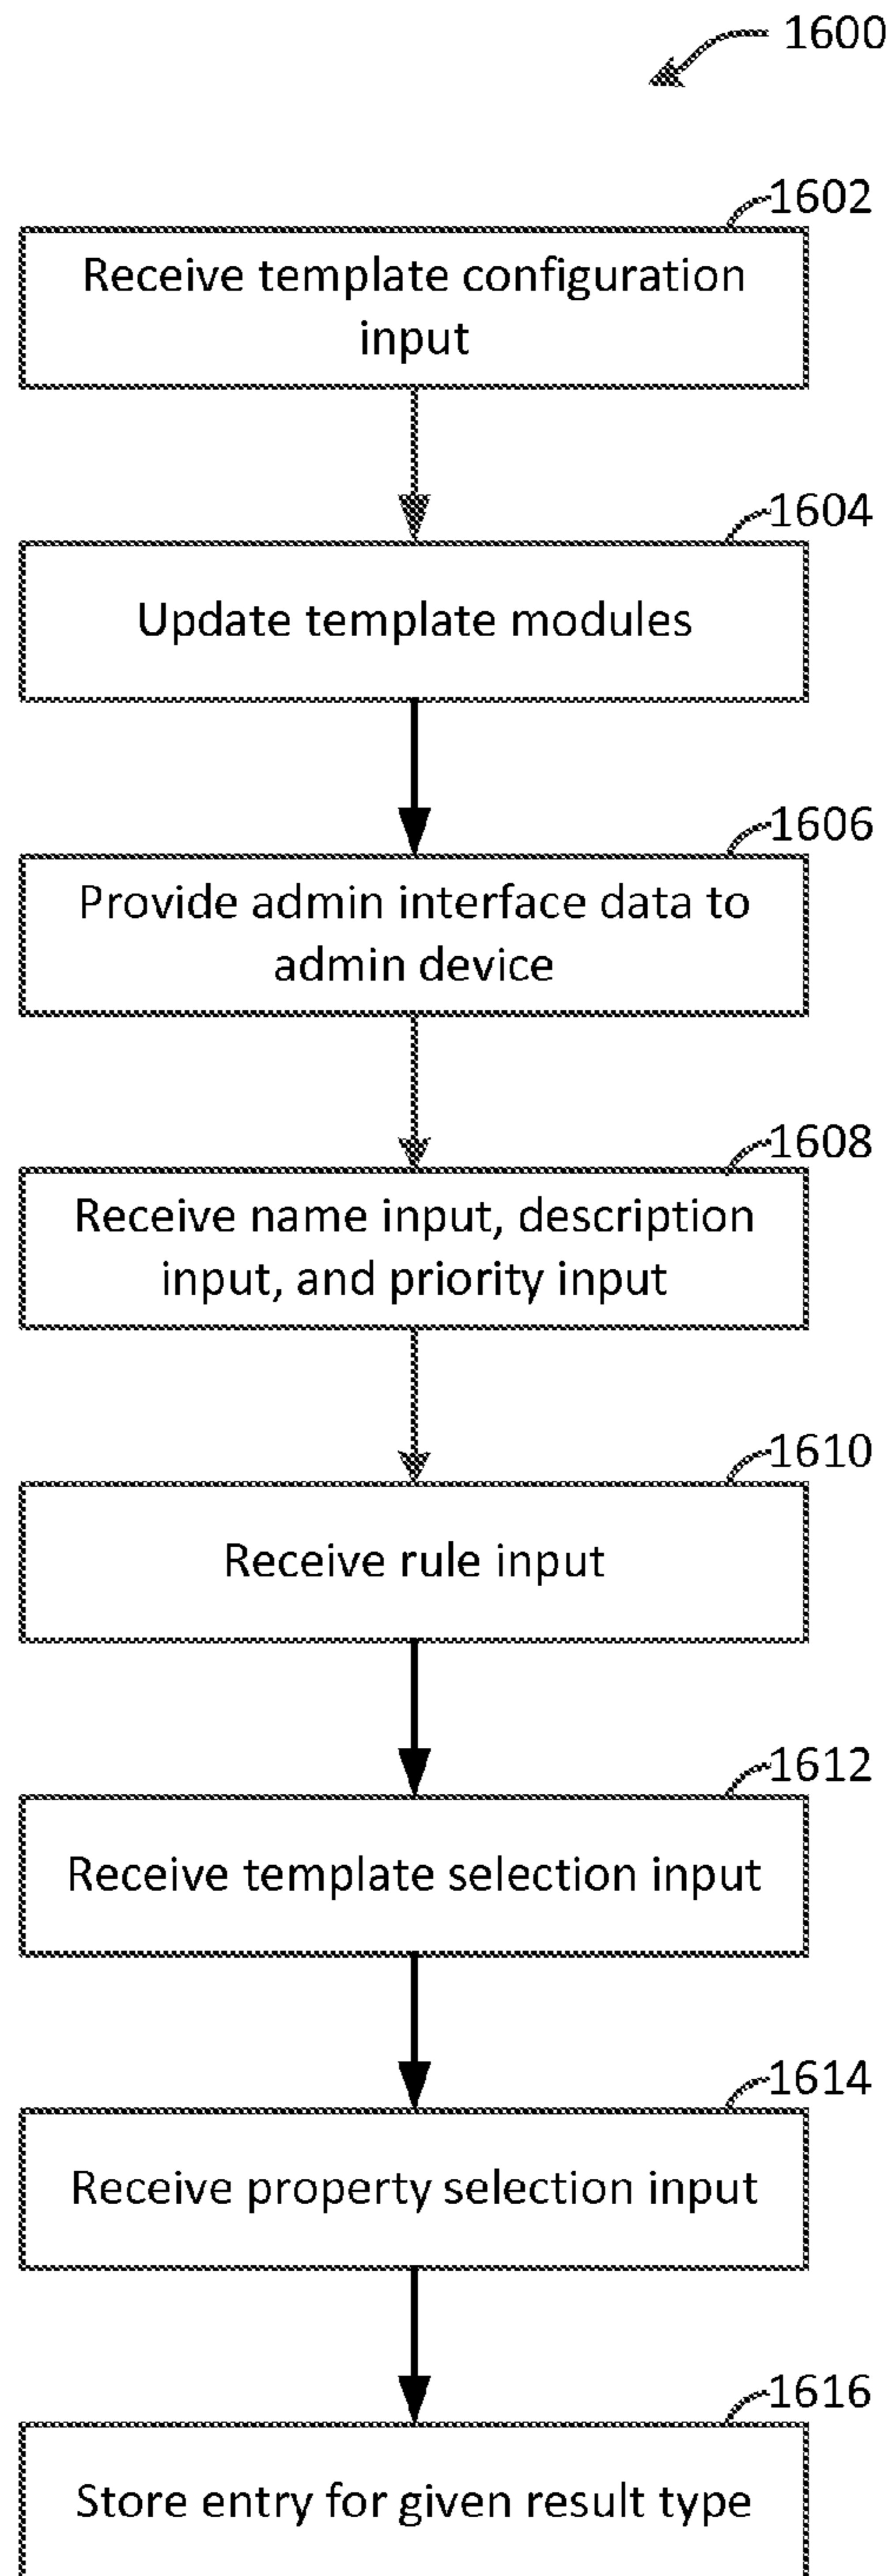 1600
1602
Receive template configuration
input
1604
Update template modules
1606
Provide admin interface data to
admin device
1608
Receive name input, description
input, and priority input
1610
Receive rule input
1612
Receive template selection input
1614
Receive property selection input
1616
Store entry for given result type